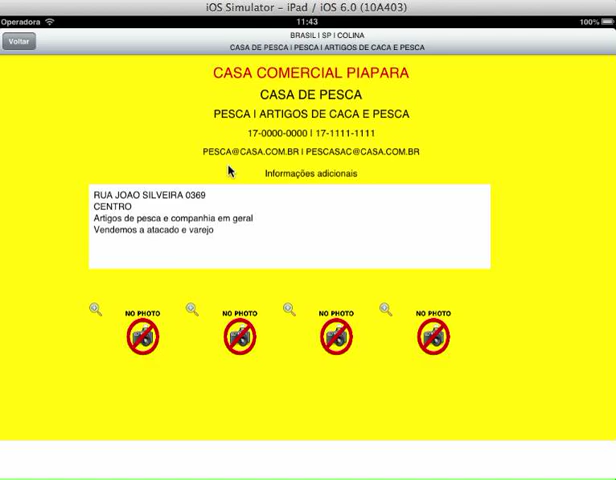 iOS Simulator - iPad / iOS 6.0 (10A403)
Operadora 11:43 100%
BRASIL | SP | COLINA
Voltar
CASA DE PESCA | PESCA | ARTIGOS DE CACA E PESCA
CASA COMERCIAL PIAPARA
CASA DE PESCA
PESCA | ARTIGOS DE CACA E PESCA
17-0000-0000 | 17-1111-1111
PESCA@CASA.COM.BR | PESCASAC@CASA.COM.BR
Informações adicionais
RUA JOAO SILVEIRA 0369
CENTRO
Artigos de pesca e companhia em geral
Vendemos a atacado e varejo
NO PHOTO NO PHOTO NO PHOTO NO PHOTO